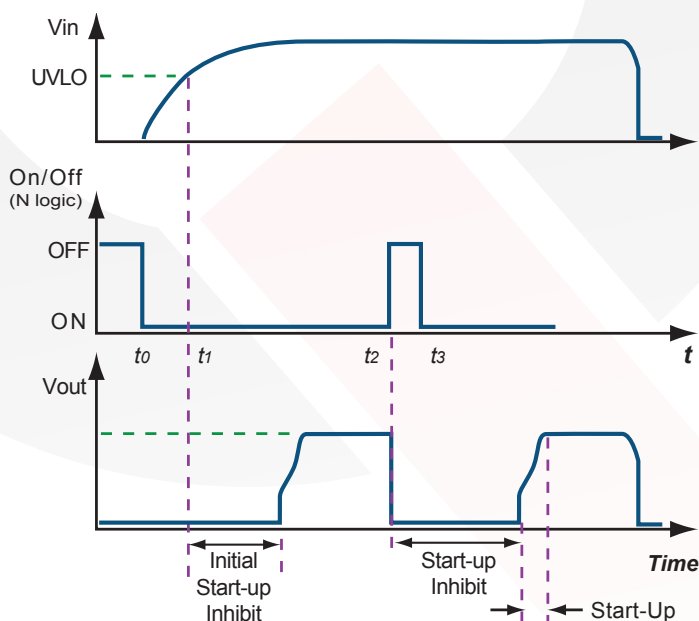 Vin
UVLO
On/Off
(N logic)
OFF
ON
t0 t1 t2 t3 t
Vout
Time
Initial
Start-up
Inhibit
Start-up
Inhibit
Start-Up